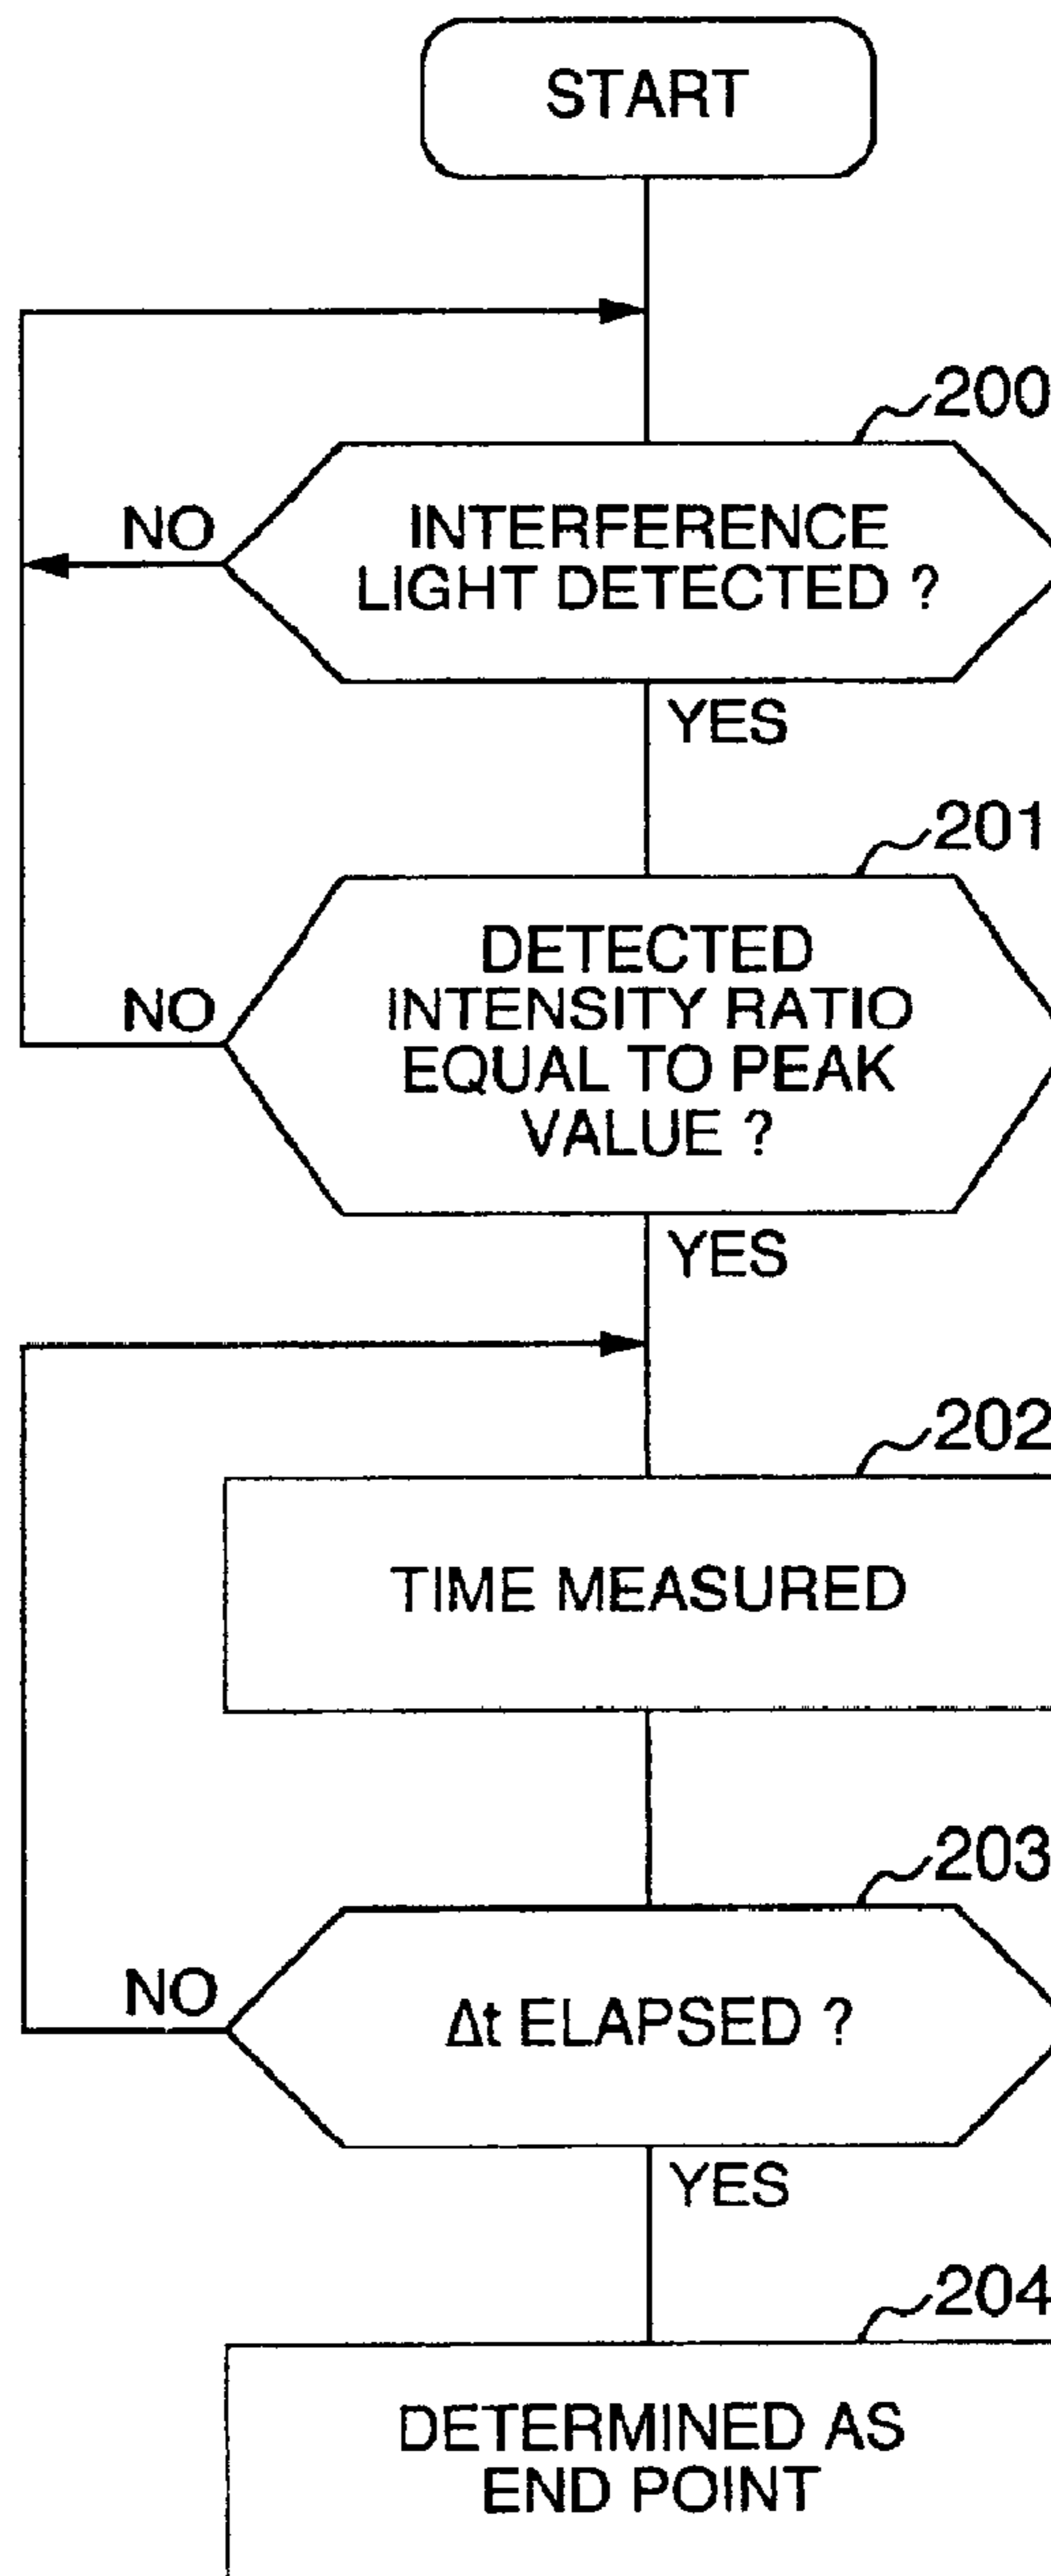 START
200
NO
INTERFERENCE
LIGHT DETECTED ?
YES
201
DETECTED
INTENSITY RATIO
EQUAL TO PEAK
VALUE ?
NO
YES
202
TIME MEASURED
203
NO
Δt ELAPSED ?
YES
204
DETERMINED AS
END POINT